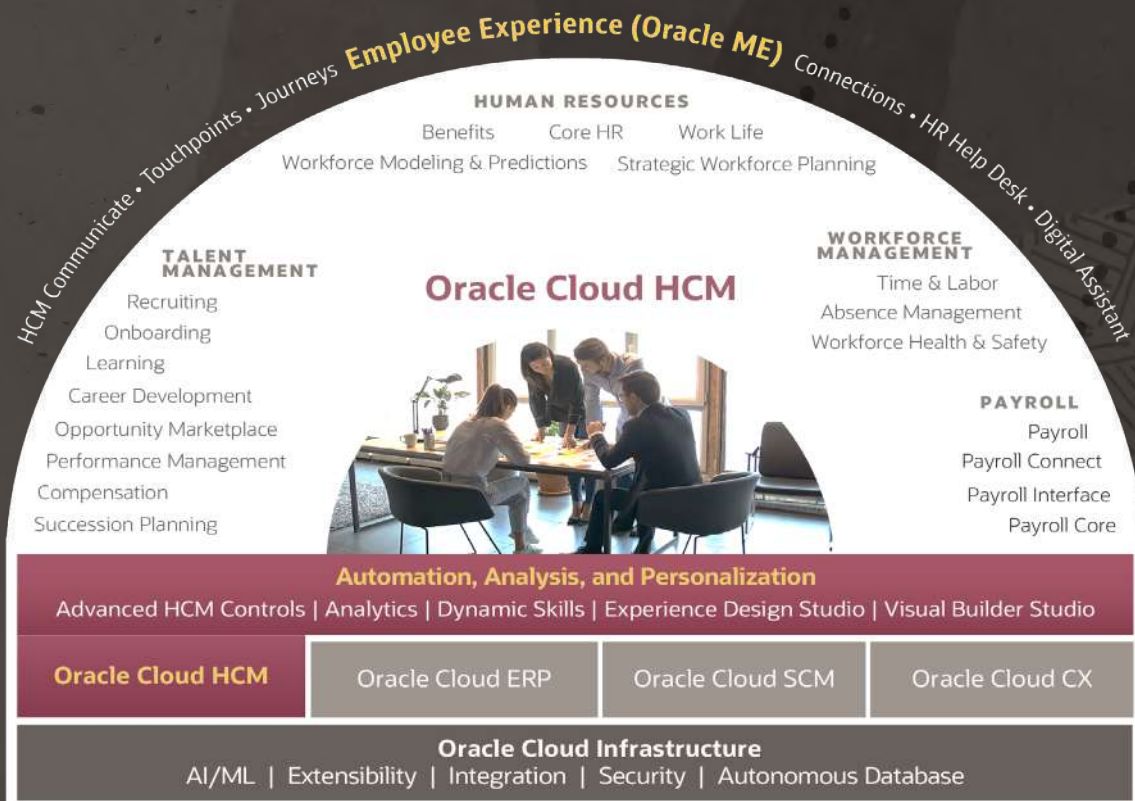 HCM Communicate • Touchpoints • Journeys Employee Experience (Oracle ME) Connections • HR Help Desk • Digital Assistant
HUMAN RESOURCES
Benefits Core HR Work Life
Workforce Modeling & Predictions Strategic Workforce Planning
TALENT
MANAGEMENT
Recruiting
Onboarding
Learning
Career Development
Opportunity Marketplace
Performance Management
Compensation
Succession Planning
Oracle Cloud HCM
WORKFORCE
MANAGEMENT
Time & Labor
Absence Management
Workforce Health & Safety
PAYROLL
Payroll
Payroll Connect
Payroll Interface
Payroll Core
Automation, Analysis, and Personalization
Advanced HCM Controls | Analytics | Dynamic Skills | Experience Design Studio | Visual Builder Studio
Oracle Cloud HCM Oracle Cloud ERP Oracle Cloud SCM Oracle Cloud CX
Oracle Cloud Infrastructure
AI/ML | Extensibility | Integration | Security | Autonomous Database